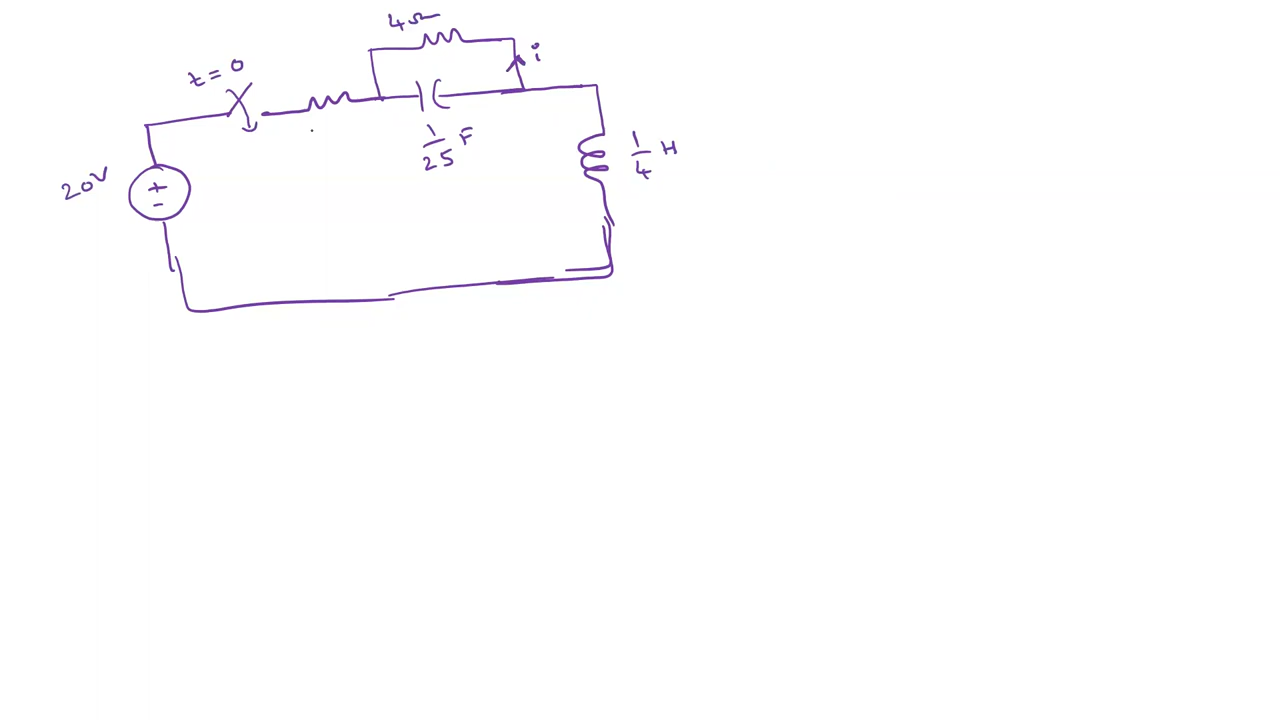 4Ω
i
t=0
1/25 F
1/4 H
20V
+
-